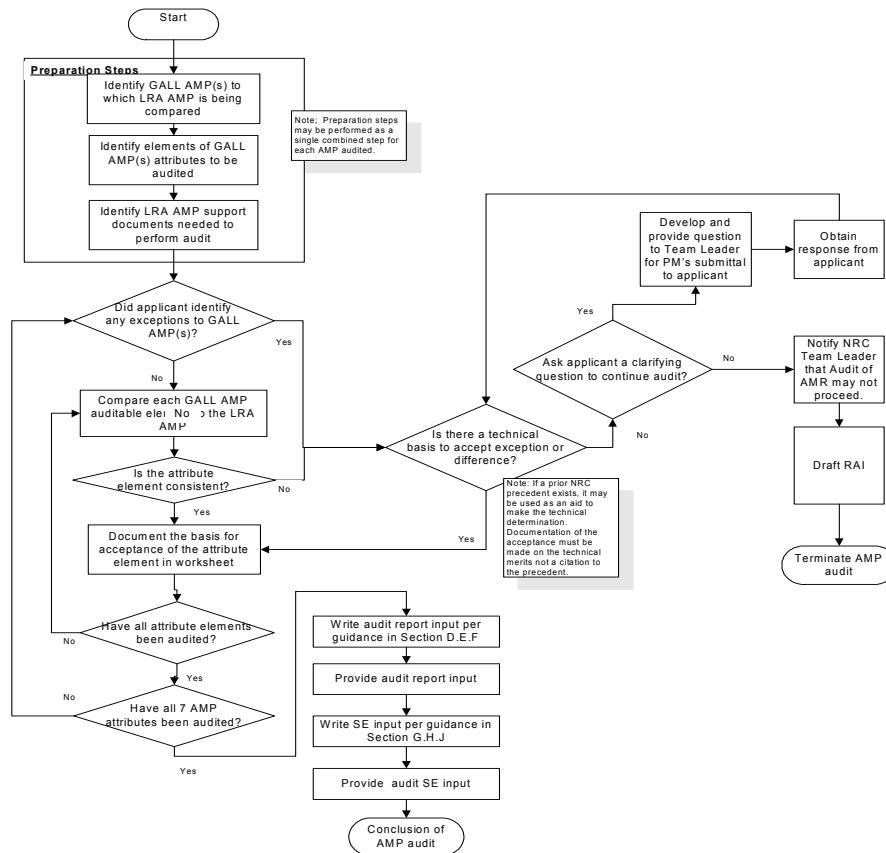 Start
Preparation Steps
Identify GALL AMP(s) to
which LRA AMP is being
compared
Note; Preparation steps
may be performed as a
single combined step for
each AMP audited.
Identify elements of GALL
AMP(s) attributes to be
audited
Identify LRA AMP support
documents needed to
perform audit
Did applicant identify
any exceptions to GALL
AMP(s)?
Yes
No
Compare each GALL AMP
auditable ele No o the LRA
AMP
Is the attribute
element consistent?
No
Yes
Document the basis for
acceptance of the attribute
element in worksheet
Have all attribute elements
been audited?
No
Yes
Have all 7 AMP
attributes been audited?
No
Yes
Develop and
provide question
to Team Leader
for PM's submittal
to applicant
Obtain
response from
applicant
Yes
Ask applicant a clarifying
question to continue audit?
No
Notify NRC
Team Leader
that Audit of
AMR may not
proceed.
Is there a technical
basis to accept exception or
difference?
No
Yes
Note: If a prior NRC
precedent exists, it may
be used as an aid to
make the technical
determination.
Documentation of the
acceptance must be
made on the technical
merits not a citation to
the precedent.
Draft RAI
Terminate AMP
audit
Write audit report input per
guidance in Section D.E.F
Provide audit report input
Write SE input per guidance in
Section G.H.J
Provide audit SE input
Conclusion of
AMP audit